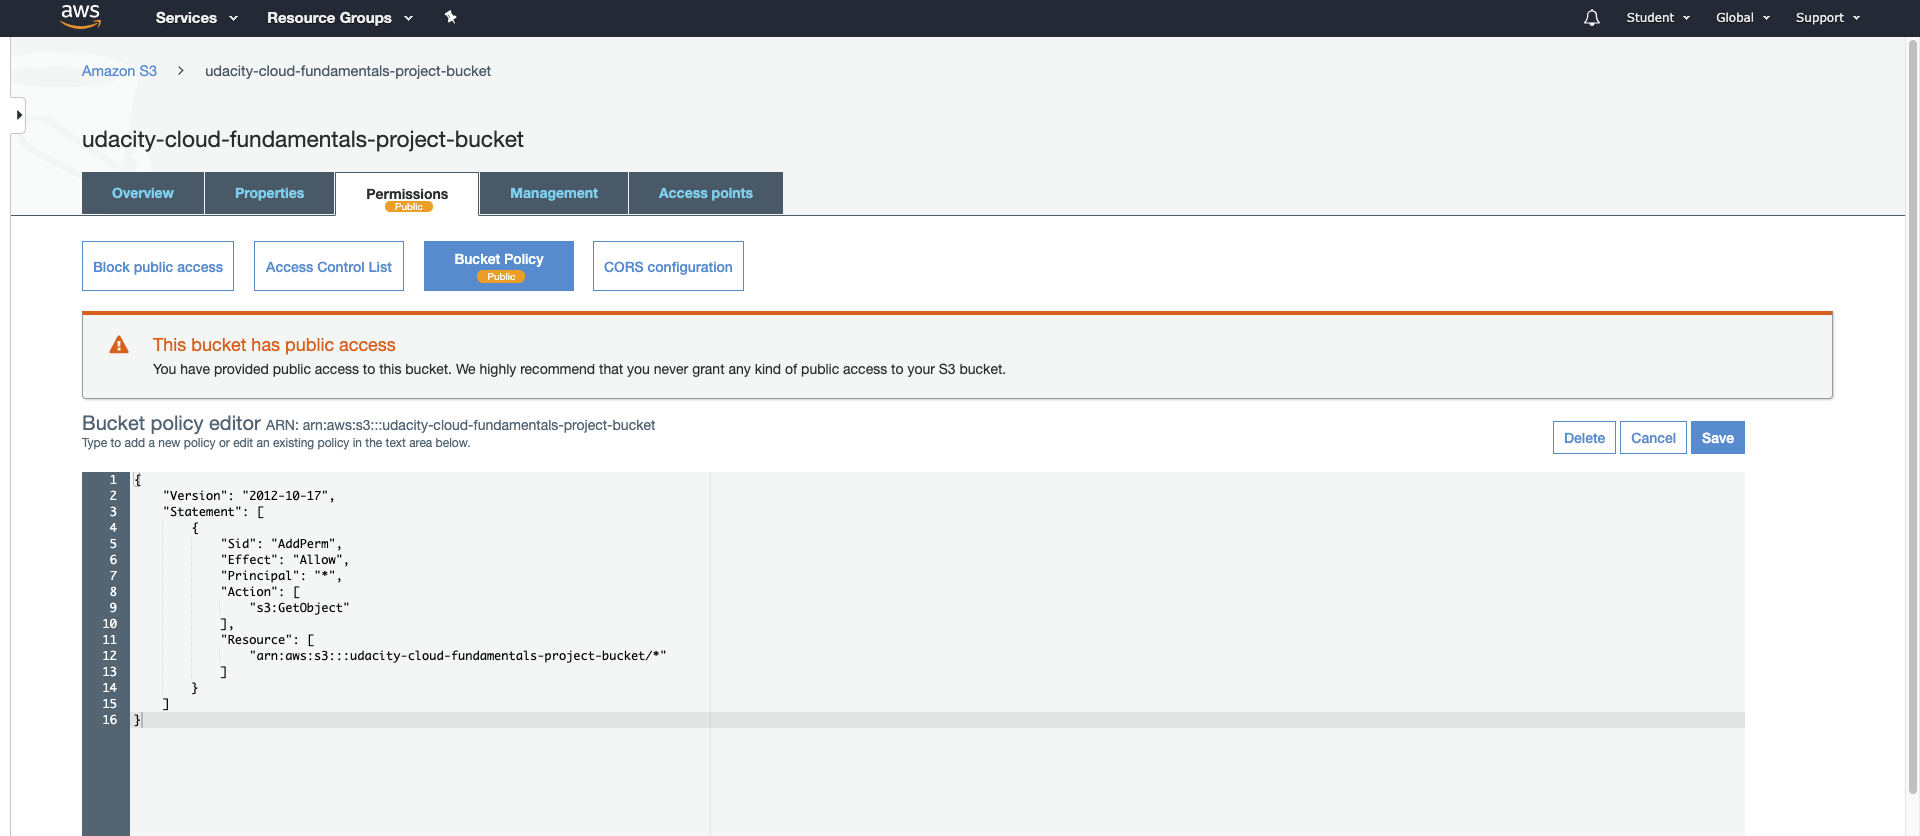 aws Services Resource Groups Student Global Support
Amazon S3 > udacity-cloud-fundamentals-project-bucket
udacity-cloud-fundamentals-project-bucket
Overview Properties Permissions Management Access points
Public
Block public access Access Control List Bucket Policy CORS configuration
Public
This bucket has public access
You have provided public access to this bucket. We highly recommend that you never grant any kind of public access to your S3 bucket.
Bucket policy editor ARN: arn:aws:s3:::udacity-cloud-fundamentals-project-bucket
Type to add a new policy or edit an existing policy in the text area below.
Delete Cancel Save
1 {
2     "Version": "2012-10-17",
3     "Statement": [
4         {
5             "Sid": "AddPerm",
6             "Effect": "Allow",
7             "Principal": "*",
8             "Action": [
9                 "s3:GetObject"
10             ],
11             "Resource": [
12                 "arn:aws:s3:::udacity-cloud-fundamentals-project-bucket/*"
13             ]
14         }
15     ]
16 }